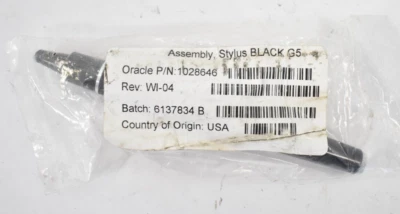 Assembly, Stylus BLACK G5
Oracle P/N:1028646
Rev: WI-04
Batch: 6137834 B
Country of Origin: USA